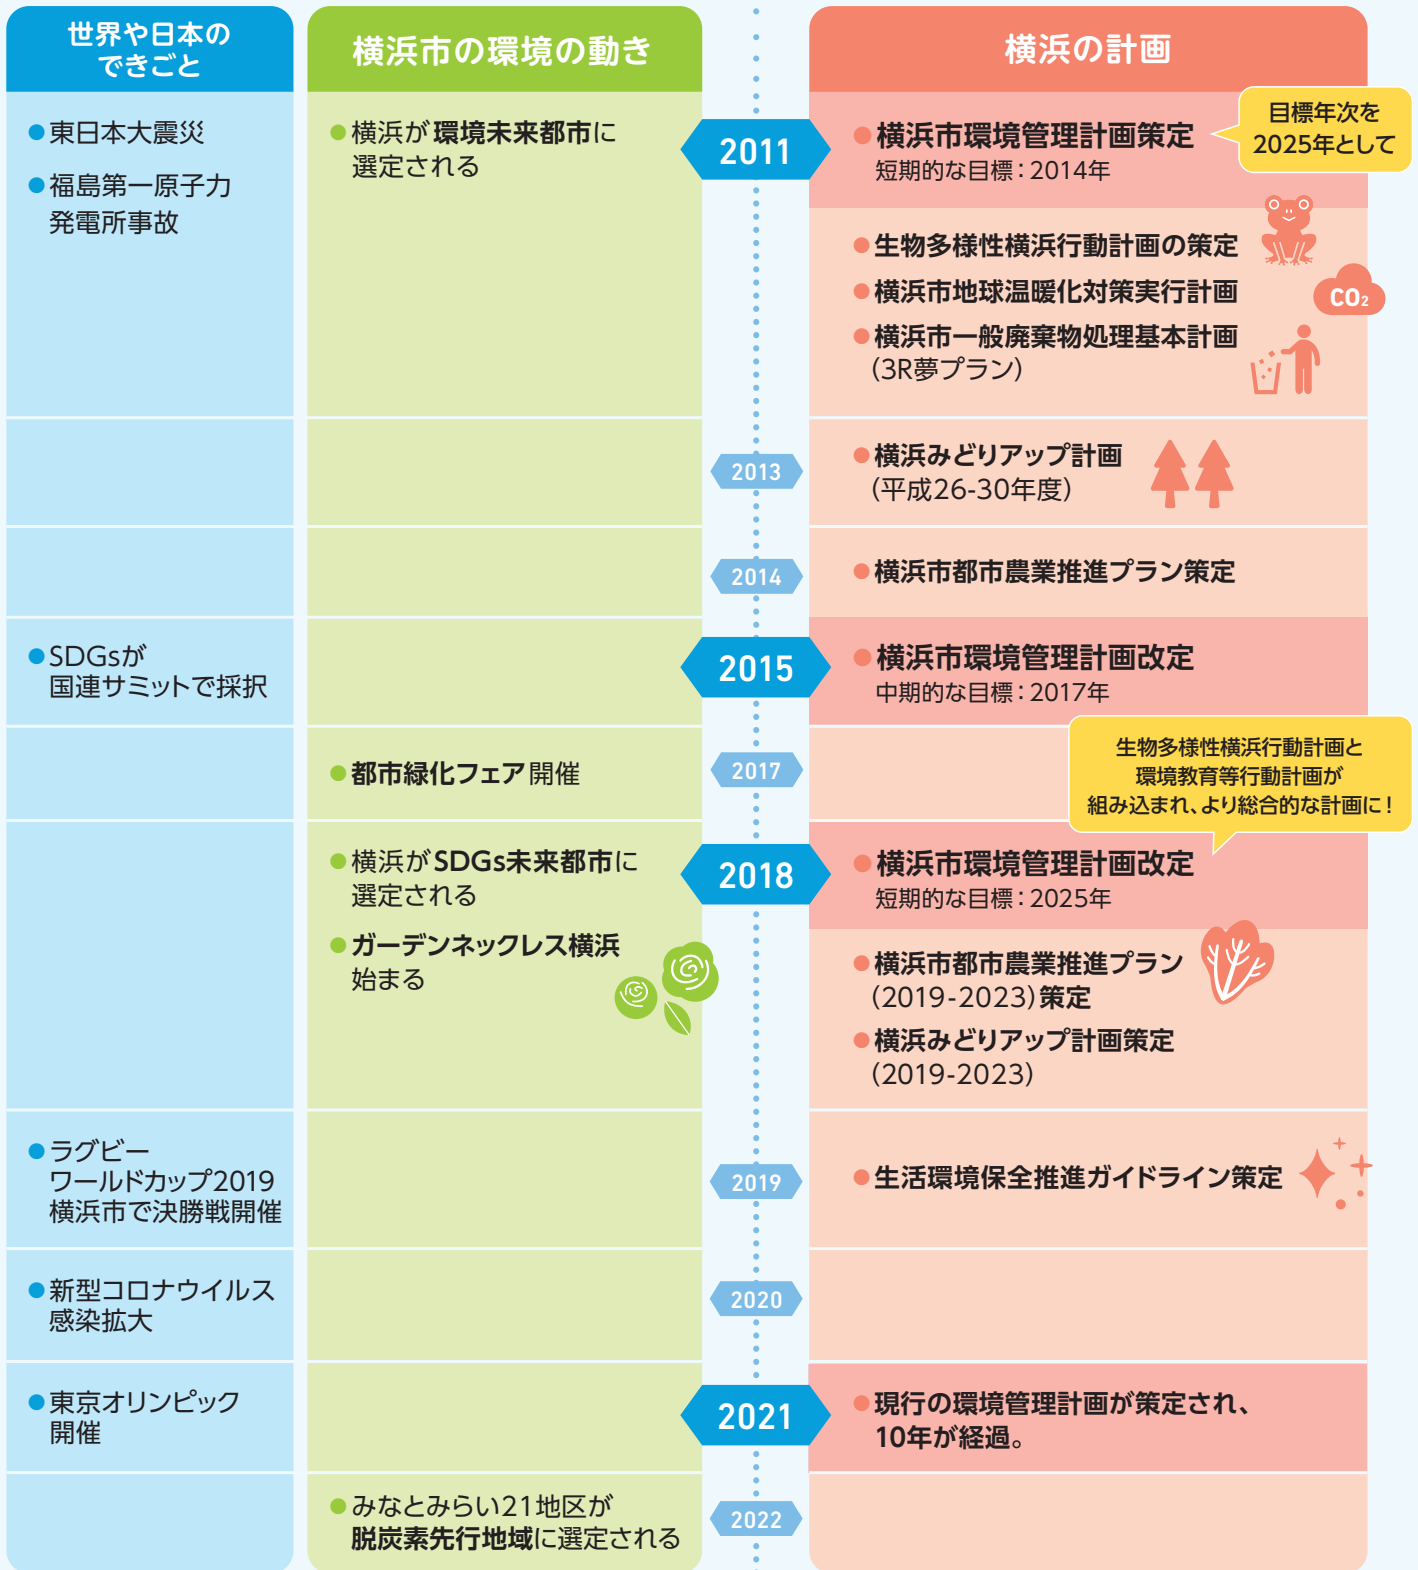 世界や日本の
できごと
横浜市の環境の動き
横浜の計画
●東日本大震災
●福島第一原子力
発電所事故
●横浜が環境未来都市に
選定される
2011
●横浜市環境管理計画策定
短期的な目標：2014年
目標年次を
2025年として
●生物多様性横浜行動計画の策定
●横浜市地球温暖化対策実行計画
CO₂
●横浜市一般廃棄物処理基本計画
（3R夢プラン）
2013
●横浜みどりアップ計画
（平成26-30年度）
2014
●横浜市都市農業推進プラン策定
●SDGsが
国連サミットで採択
2015
●横浜市環境管理計画改定
中期的な目標：2017年
●都市緑化フェア開催
2017
生物多様性横浜行動計画と
環境教育等行動計画が
組み込まれ、より総合的な計画に！
●横浜がSDGs未来都市に
選定される
●ガーデンネックレス横浜
始まる
2018
●横浜市環境管理計画改定
短期的な目標：2025年
●横浜市都市農業推進プラン
（2019-2023）策定
●横浜みどりアップ計画策定
（2019-2023）
●ラグビー
ワールドカップ2019
横浜市で決勝戦開催
2019
●生活環境保全推進ガイドライン策定
●新型コロナウイルス
感染拡大
2020
●東京オリンピック
開催
2021
●現行の環境管理計画が策定され、
10年が経過。
●みなとみらい21地区が
脱炭素先行地域に選定される
2022